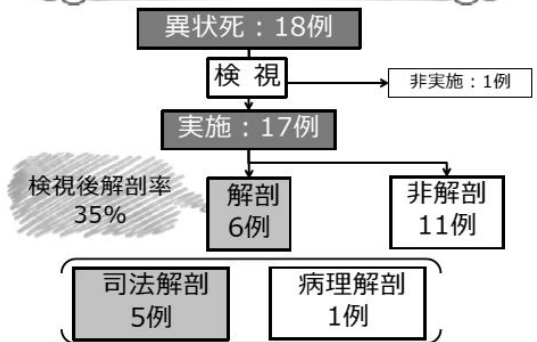 異状死：18例
検 視
非実施：1例
実施：17例
検視後解剖率
35%
解剖
6例
非解剖
11例
司法解剖
5例
病理解剖
1例